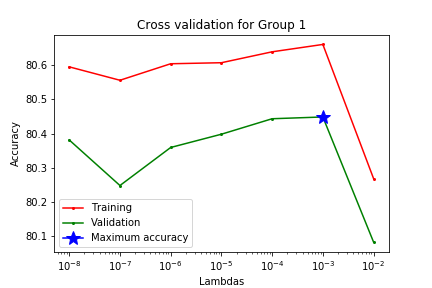 Cross validation for Group 1
Accuracy
80.6
80.5
80.4
80.3
80.2
80.1
Training
Validation
Maximum accuracy
10⁻⁸ 10⁻⁷ 10⁻⁶ 10⁻⁵ 10⁻⁴ 10⁻³ 10⁻²
Lambdas